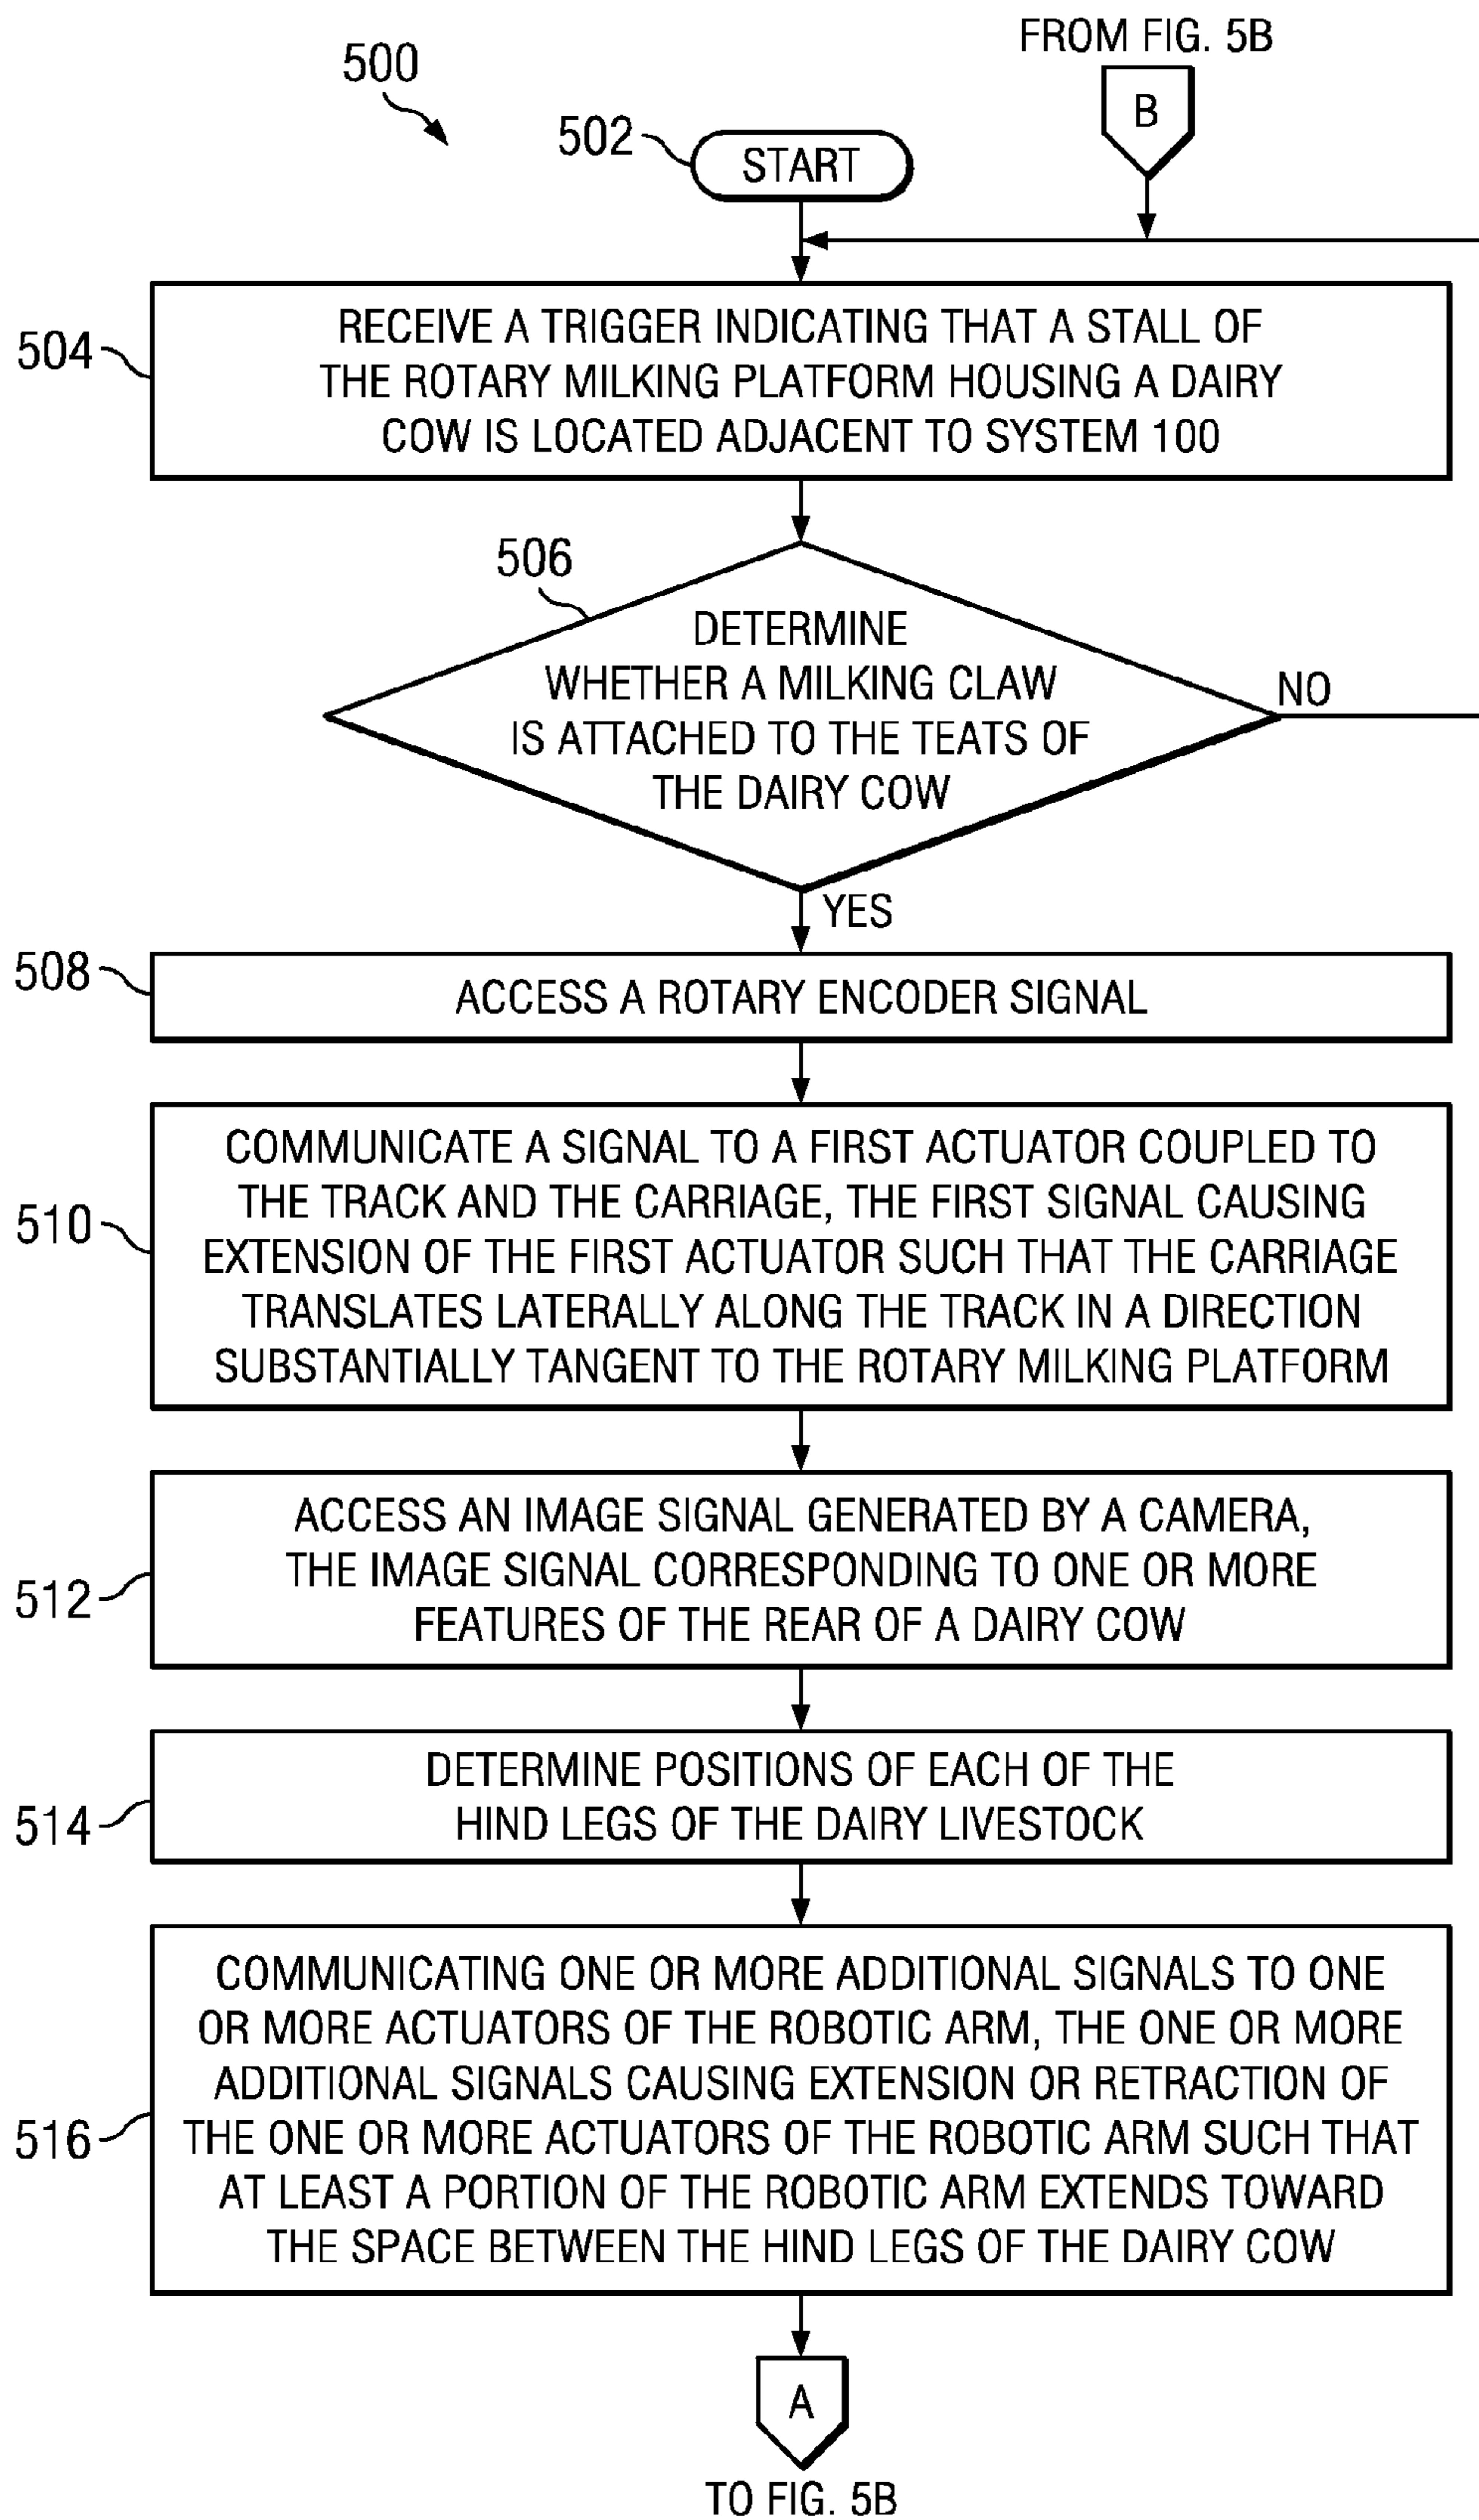 FROM FIG. 5B
500
B
502
START
504
RECEIVE A TRIGGER INDICATING THAT A STALL OF
THE ROTARY MILKING PLATFORM HOUSING A DAIRY
COW IS LOCATED ADJACENT TO SYSTEM 100
506
DETERMINE
WHETHER A MILKING CLAW
IS ATTACHED TO THE TEATS OF
THE DAIRY COW
NO
YES
508
ACCESS A ROTARY ENCODER SIGNAL
510
COMMUNICATE A SIGNAL TO A FIRST ACTUATOR COUPLED TO
THE TRACK AND THE CARRIAGE, THE FIRST SIGNAL CAUSING
EXTENSION OF THE FIRST ACTUATOR SUCH THAT THE CARRIAGE
TRANSLATES LATERALLY ALONG THE TRACK IN A DIRECTION
SUBSTANTIALLY TANGENT TO THE ROTARY MILKING PLATFORM
512
ACCESS AN IMAGE SIGNAL GENERATED BY A CAMERA,
THE IMAGE SIGNAL CORRESPONDING TO ONE OR MORE
FEATURES OF THE REAR OF A DAIRY COW
514
DETERMINE POSITIONS OF EACH OF THE
HIND LEGS OF THE DAIRY LIVESTOCK
516
COMMUNICATING ONE OR MORE ADDITIONAL SIGNALS TO ONE
OR MORE ACTUATORS OF THE ROBOTIC ARM, THE ONE OR MORE
ADDITIONAL SIGNALS CAUSING EXTENSION OR RETRACTION OF
THE ONE OR MORE ACTUATORS OF THE ROBOTIC ARM SUCH THAT
AT LEAST A PORTION OF THE ROBOTIC ARM EXTENDS TOWARD
THE SPACE BETWEEN THE HIND LEGS OF THE DAIRY COW
A
TO FIG. 5B